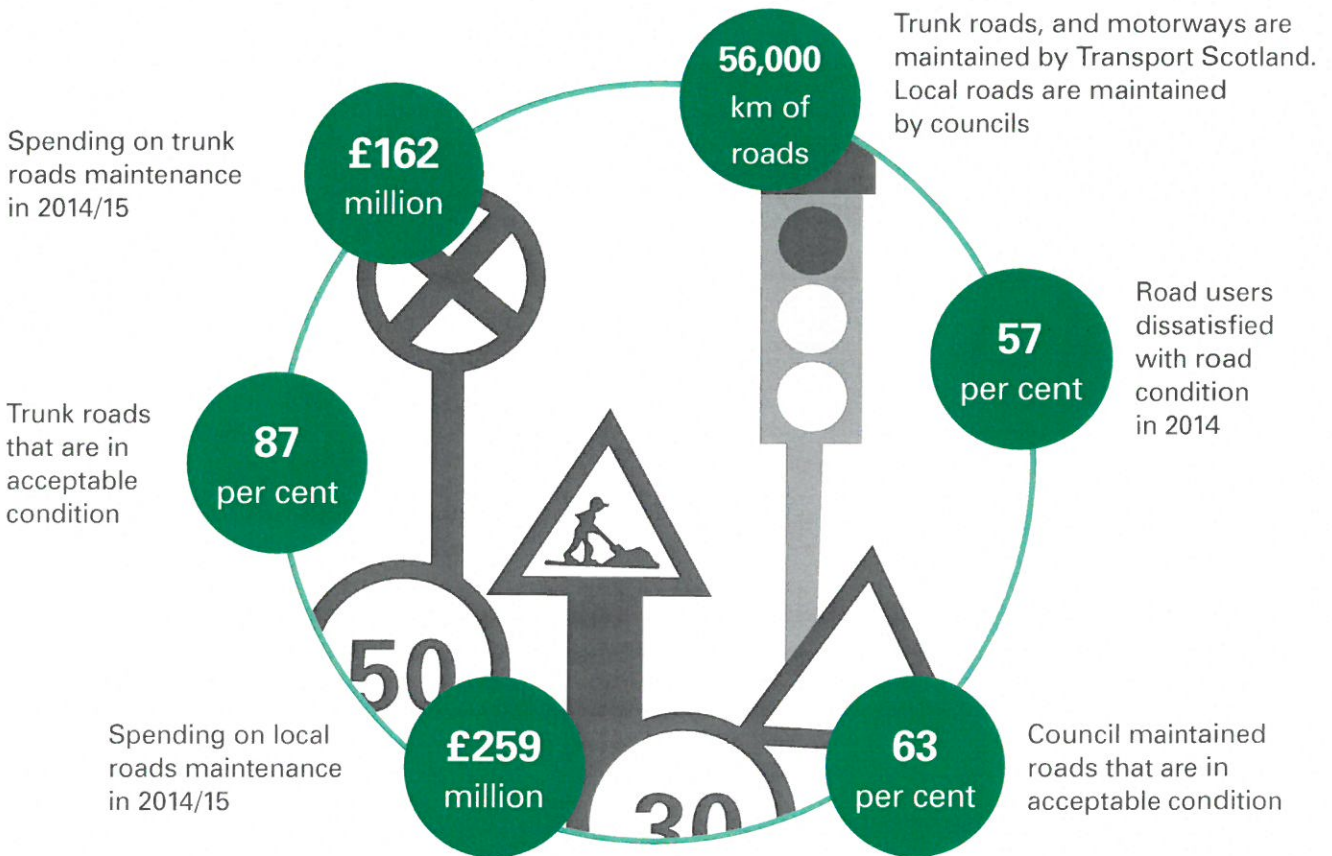 56,000
km of
roads
Trunk roads, and motorways are
maintained by Transport Scotland.
Local roads are maintained
by councils
Spending on trunk
roads maintenance
in 2014/15
£162
million
57
per cent
Road users
dissatisfied
with road
condition
in 2014
Trunk roads
that are in
acceptable
condition
87
per cent
50
Spending on local
roads maintenance
in 2014/15
£259
million
30
63
per cent
Council maintained
roads that are in
acceptable condition